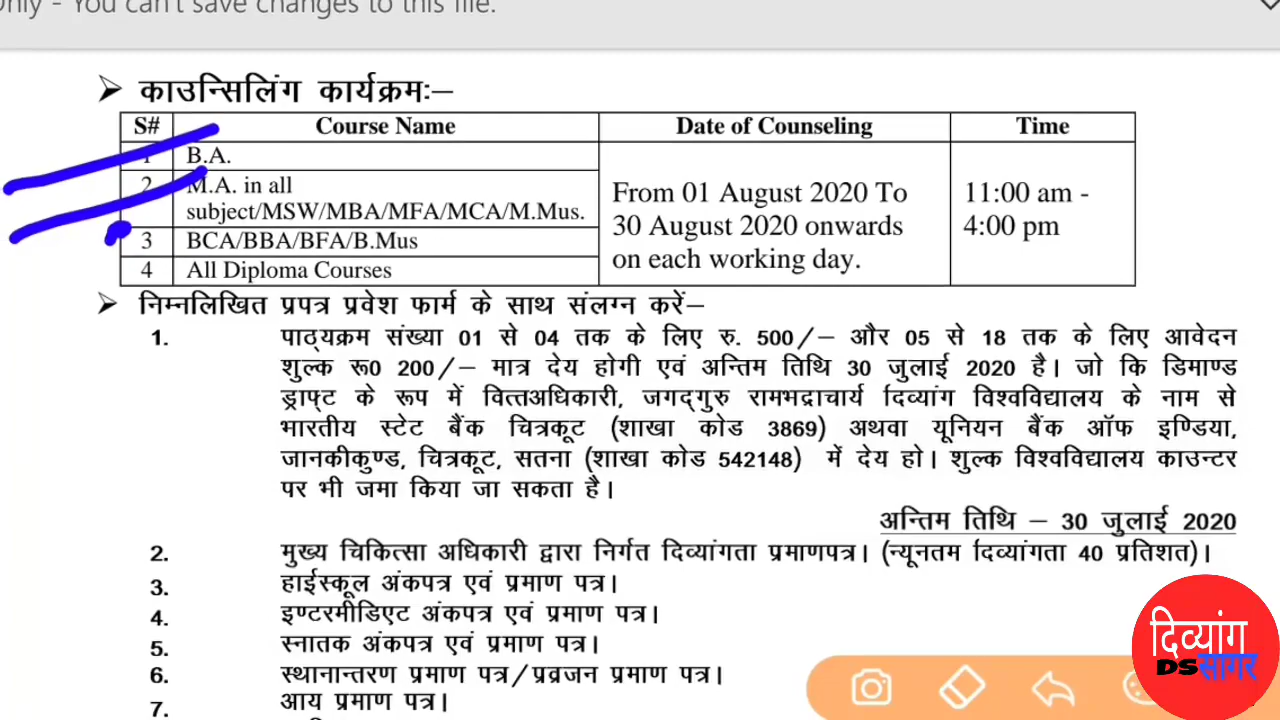 Only - You can't save changes to this file.
➢ काउन्सिलिंग कार्यक्रमः–
S# Course Name Date of Counseling Time
1 B.A.
2 M.A. in all
subject/MSW/MBA/MFA/MCA/M.Mus.
3 BCA/BBA/BFA/B.Mus
4 All Diploma Courses
From 01 August 2020 To
30 August 2020 onwards
on each working day.
11:00 am -
4:00 pm
➢ निम्नलिखित प्रपत्र प्रवेश फार्म के साथ संलग्न करें–
1. पाठ्यक्रम संख्या 01 से 04 तक के लिए रु. 500/– और 05 से 18 तक के लिए आवेदन
शुल्क रू0 200/– मात्र देय होगी एवं अन्तिम तिथि 30 जुलाई 2020 है। जो कि डिमाण्ड
ड्राफ्ट के रूप में वित्तअधिकारी, जगद्गुरु रामभद्राचार्य दिव्यांग विश्वविद्यालय के नाम से
भारतीय स्टेट बैंक चित्रकूट (शाखा कोड 3869) अथवा यूनियन बैंक ऑफ इण्डिया,
जानकीकुण्ड, चित्रकूट, सतना (शाखा कोड 542148) में देय हो। शुल्क विश्वविद्यालय काउन्टर
पर भी जमा किया जा सकता है।
अन्तिम तिथि – 30 जुलाई 2020
2. मुख्य चिकित्सा अधिकारी द्वारा निर्गत दिव्यांगता प्रमाणपत्र। (न्यूनतम दिव्यांगता 40 प्रतिशत)।
3. हाईस्कूल अंकपत्र एवं प्रमाण पत्र।
4. इण्टरमीडिएट अंकपत्र एवं प्रमाण पत्र।
5. स्नातक अंकपत्र एवं प्रमाण पत्र।
6. स्थानान्तरण प्रमाण पत्र/प्रव्रजन प्रमाण पत्र।
7. आय प्रमाण पत्र।
दिव्यांग
DSसागर